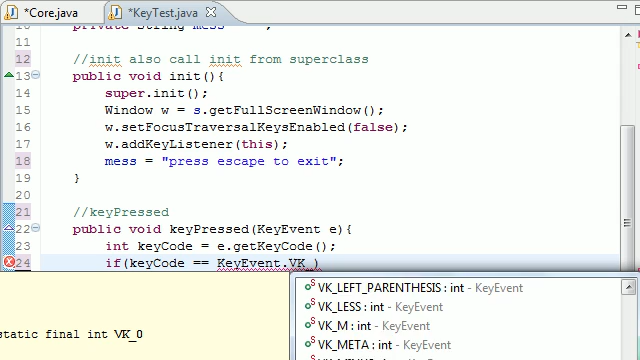 *Core.java *KeyTest.java
10 private String mess
12 //init also call init from superclass
13 public void init(){
14 super.init();
15 Window w = s.getFullScreenWindow();
16 w.setFocusTraversalKeysEnabled(false);
17 w.addKeyListener(this);
18 mess = "press escape to exit";
19 }
20
21 //keyPressed
22 public void keyPressed(KeyEvent e){
23 int keyCode = e.getKeyCode();
24 if(keyCode == KeyEvent.VK_)
VK_LEFT_PARENTHESIS : int - KeyEvent
VK_LESS : int - KeyEvent
VK_M : int - KeyEvent
static final int VK_0
VK_META : int - KeyEvent